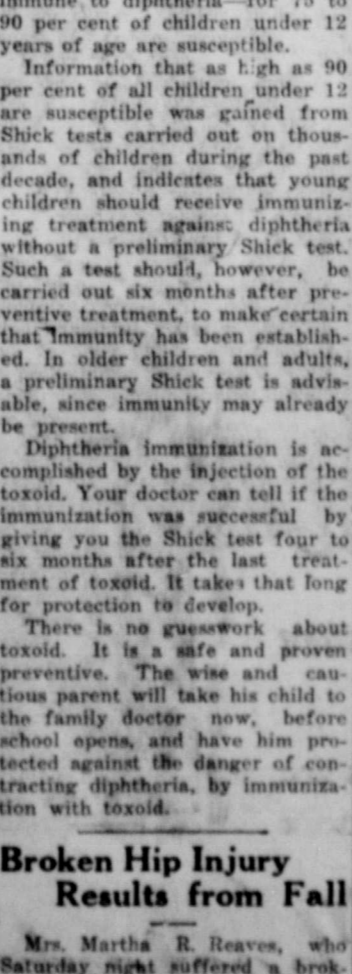 immune to diphtheria—for 75 to
90 per cent of children under 12
years of age are susceptible.
Information that as high as 90
per cent of all children under 12
are susceptible was gained from
Shick tests carried out on thous-
ands of children during the past
decade, and indicates that young
children should receive immuniz-
ing treatment against diphtheria
without a preliminary Shick test.
Such a test should, however, be
carried out six months after pre-
ventive treatment, to make certain
that immunity has been establish-
ed. In older children and adults,
a preliminary Shick test is advis-
able, since immunity may already
be present.
Diphtheria immunization is ac-
complished by the injection of the
toxoid. Your doctor can tell if the
immunization was successful by
giving you the Shick test four to
six months after the last treat-
ment of toxoid. It takes that long
for protection to develop.
There is no guesswork about
toxoid. It is a safe and proven
preventive. The wise and cau-
tious parent will take his child to
the family doctor now, before
school opens, and have him pro-
tected against the danger of con-
tracting diphtheria, by immuniza-
tion with toxoid.
Broken Hip Injury
Results from Fall
Mrs. Martha R. Reaves, who
Saturday night suffered a brok-